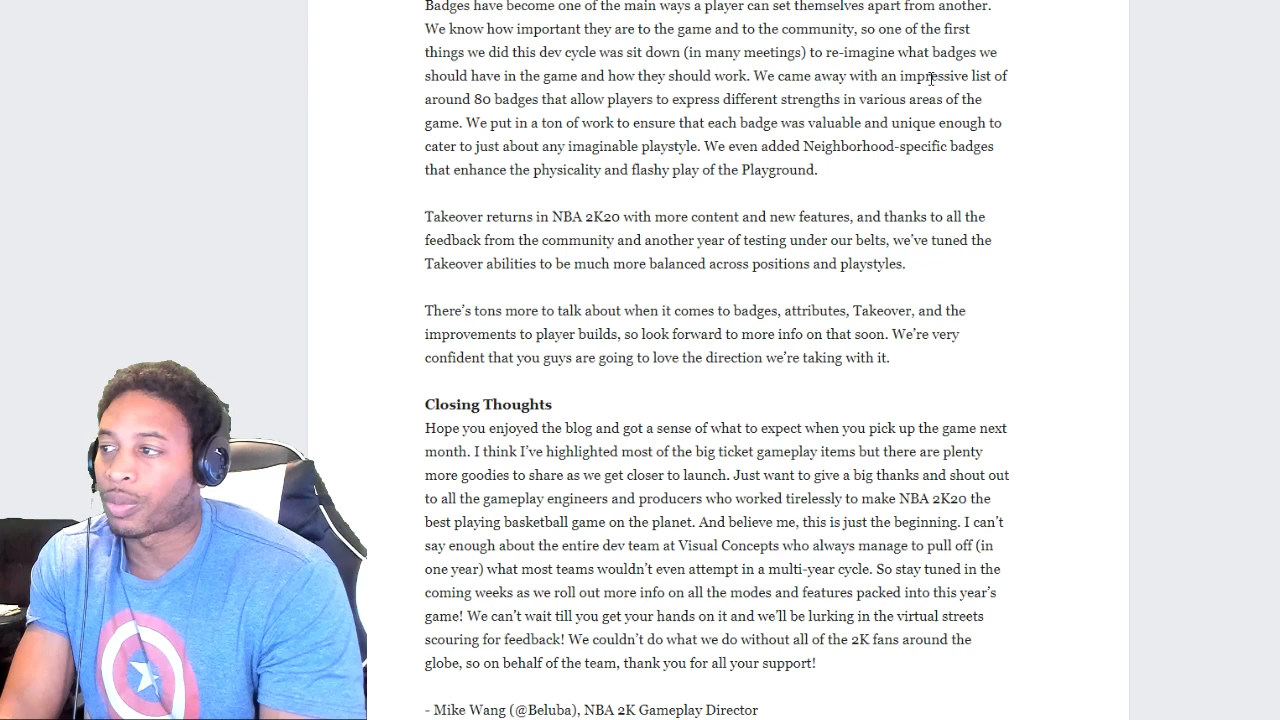 Badges have become one of the main ways a player can set themselves apart from another.
We know how important they are to the game and to the community, so one of the first
things we did this dev cycle was sit down (in many meetings) to re-imagine what badges we
should have in the game and how they should work. We came away with an impressive list of
around 80 badges that allow players to express different strengths in various areas of the
game. We put in a ton of work to ensure that each badge was valuable and unique enough to
cater to just about any imaginable playstyle. We even added Neighborhood-specific badges
that enhance the physicality and flashy play of the Playground.
Takeover returns in NBA 2K20 with more content and new features, and thanks to all the
feedback from the community and another year of testing under our belts, we’ve tuned the
Takeover abilities to be much more balanced across positions and playstyles.
There’s tons more to talk about when it comes to badges, attributes, Takeover, and the
improvements to player builds, so look forward to more info on that soon. We’re very
confident that you guys are going to love the direction we’re taking with it.
Closing Thoughts
Hope you enjoyed the blog and got a sense of what to expect when you pick up the game next
month. I think I’ve highlighted most of the big ticket gameplay items but there are plenty
more goodies to share as we get closer to launch. Just want to give a big thanks and shout out
to all the gameplay engineers and producers who worked tirelessly to make NBA 2K20 the
best playing basketball game on the planet. And believe me, this is just the beginning. I can’t
say enough about the entire dev team at Visual Concepts who always manage to pull off (in
one year) what most teams wouldn’t even attempt in a multi-year cycle. So stay tuned in the
coming weeks as we roll out more info on all the modes and features packed into this year’s
game! We can’t wait till you get your hands on it and we’ll be lurking in the virtual streets
scouring for feedback! We couldn’t do what we do without all of the 2K fans around the
globe, so on behalf of the team, thank you for all your support!
- Mike Wang (@Beluba), NBA 2K Gameplay Director